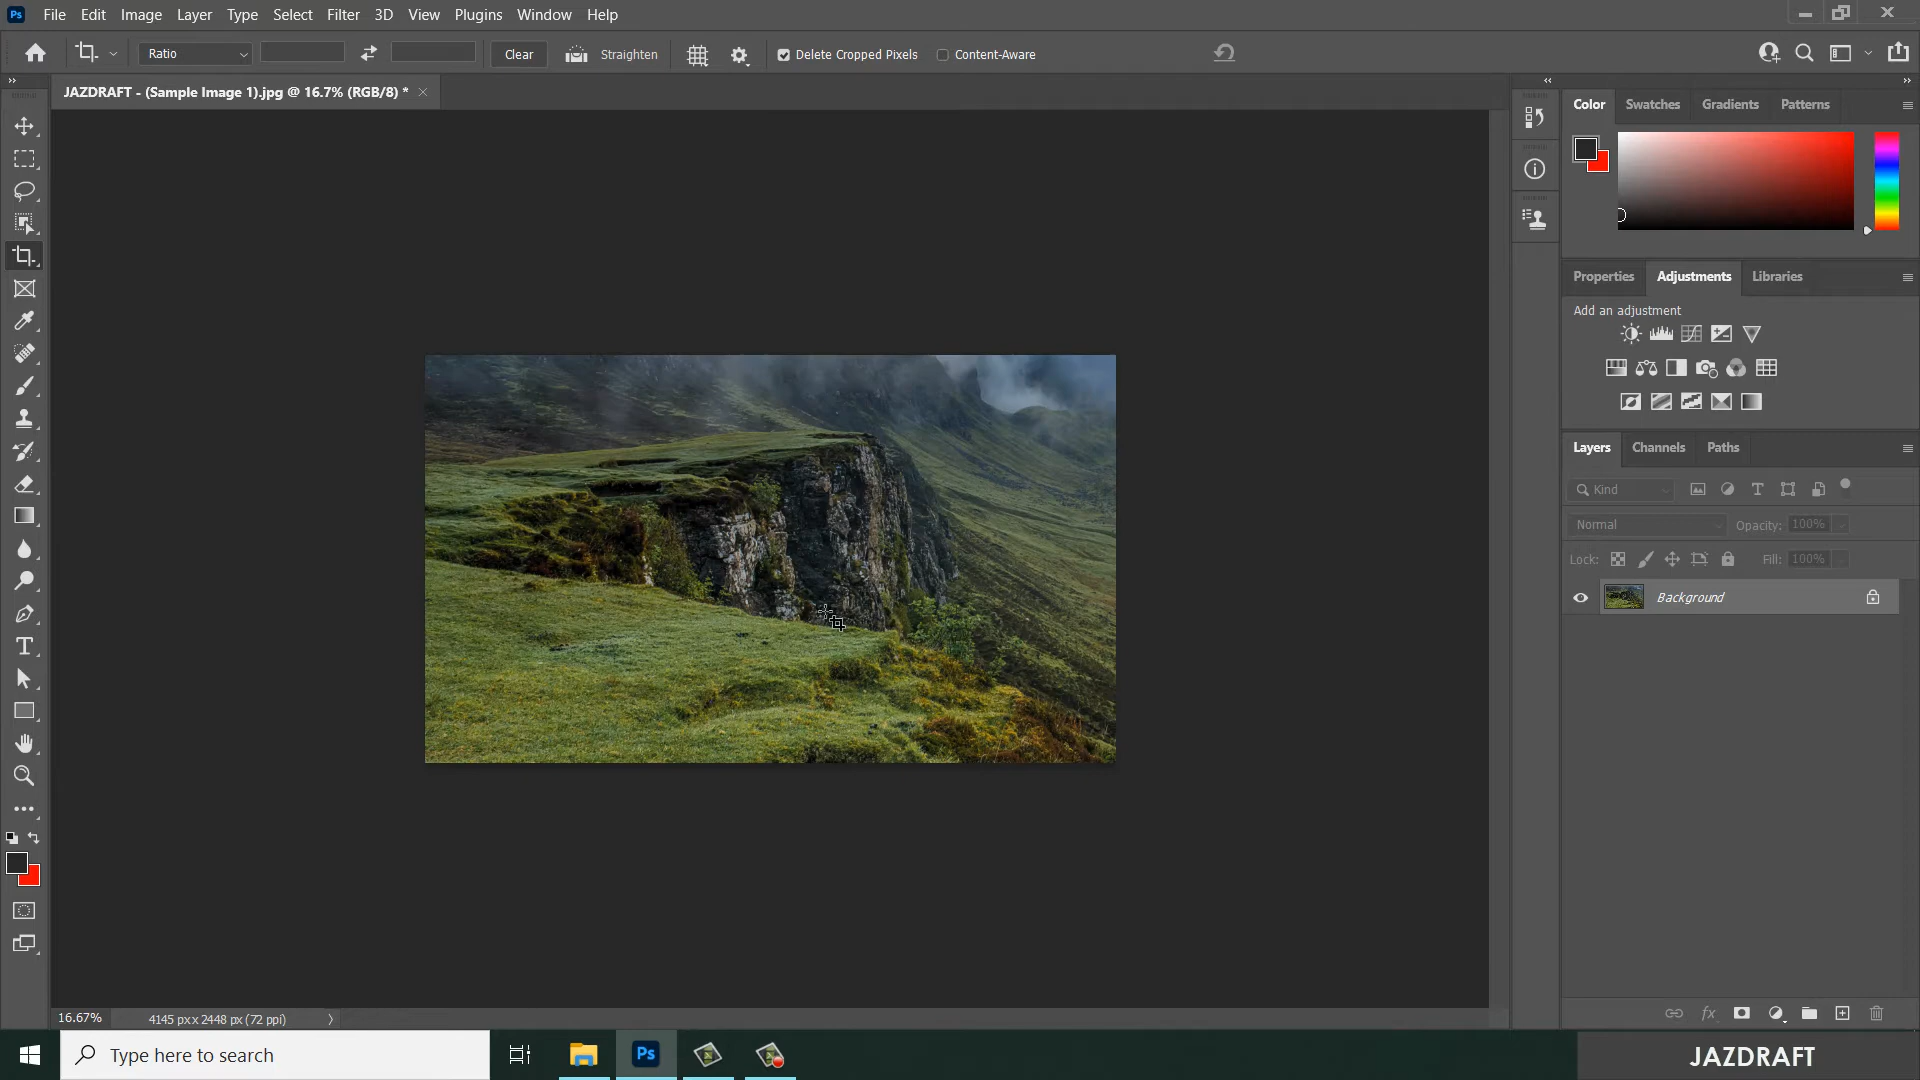 Ps File Edit Image Layer Type Select Filter 3D View Plugins Window Help
Ratio Clear Straighten Delete Cropped Pixels Content-Aware
JAZDRAFT - (Sample Image 1).jpg @ 16.7% (RGB/8) *
Color Swatches Gradients Patterns
Properties Adjustments Libraries
Add an adjustment
Layers Channels Paths
Kind
Normal Opacity: 100%
Lock: Fill: 100%
Background
fx
16.67% 4145 px x 2448 px (72 ppi)
Type here to search
Ps
JAZDRAFT